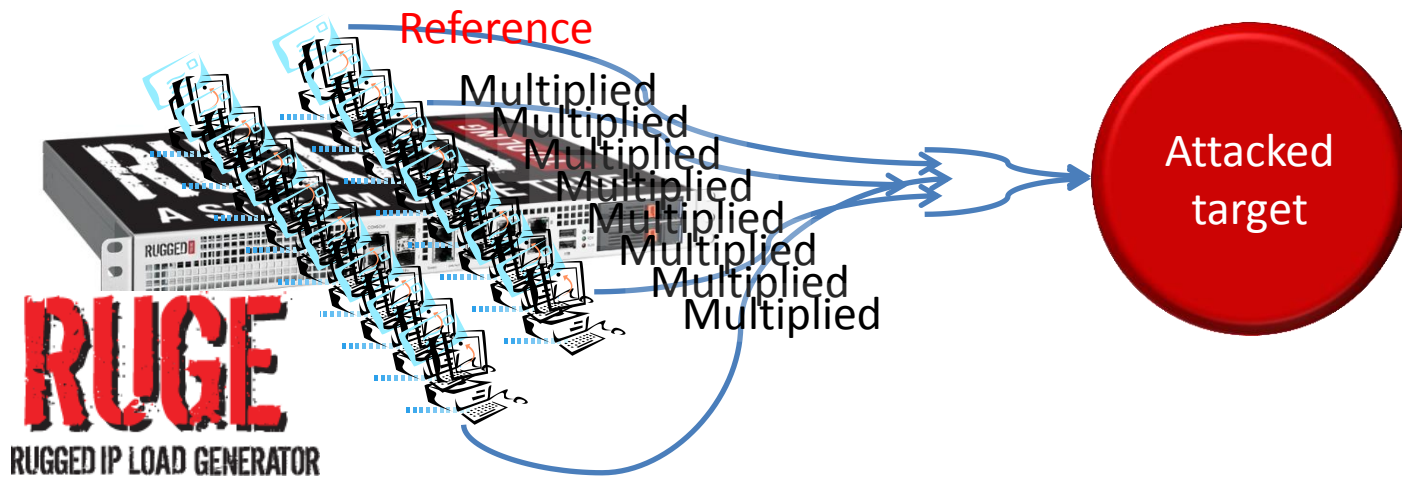 Reference
Multiplied
Multiplied
Multiplied
Multiplied
Multiplied
Multiplied
Multiplied
Multiplied
Attacked
target
RUGGED
RUGE
RUGGED IP LOAD GENERATOR